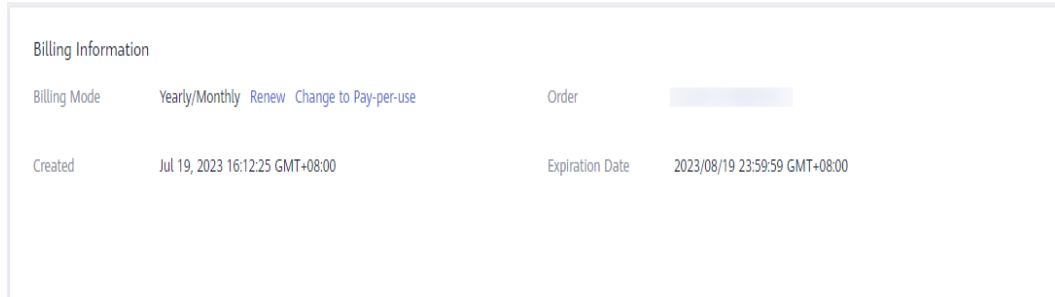 Billing Information
Billing Mode Yearly/Monthly Renew Change to Pay-per-use Order
Created Jul 19, 2023 16:12:25 GMT+08:00 Expiration Date 2023/08/19 23:59:59 GMT+08:00